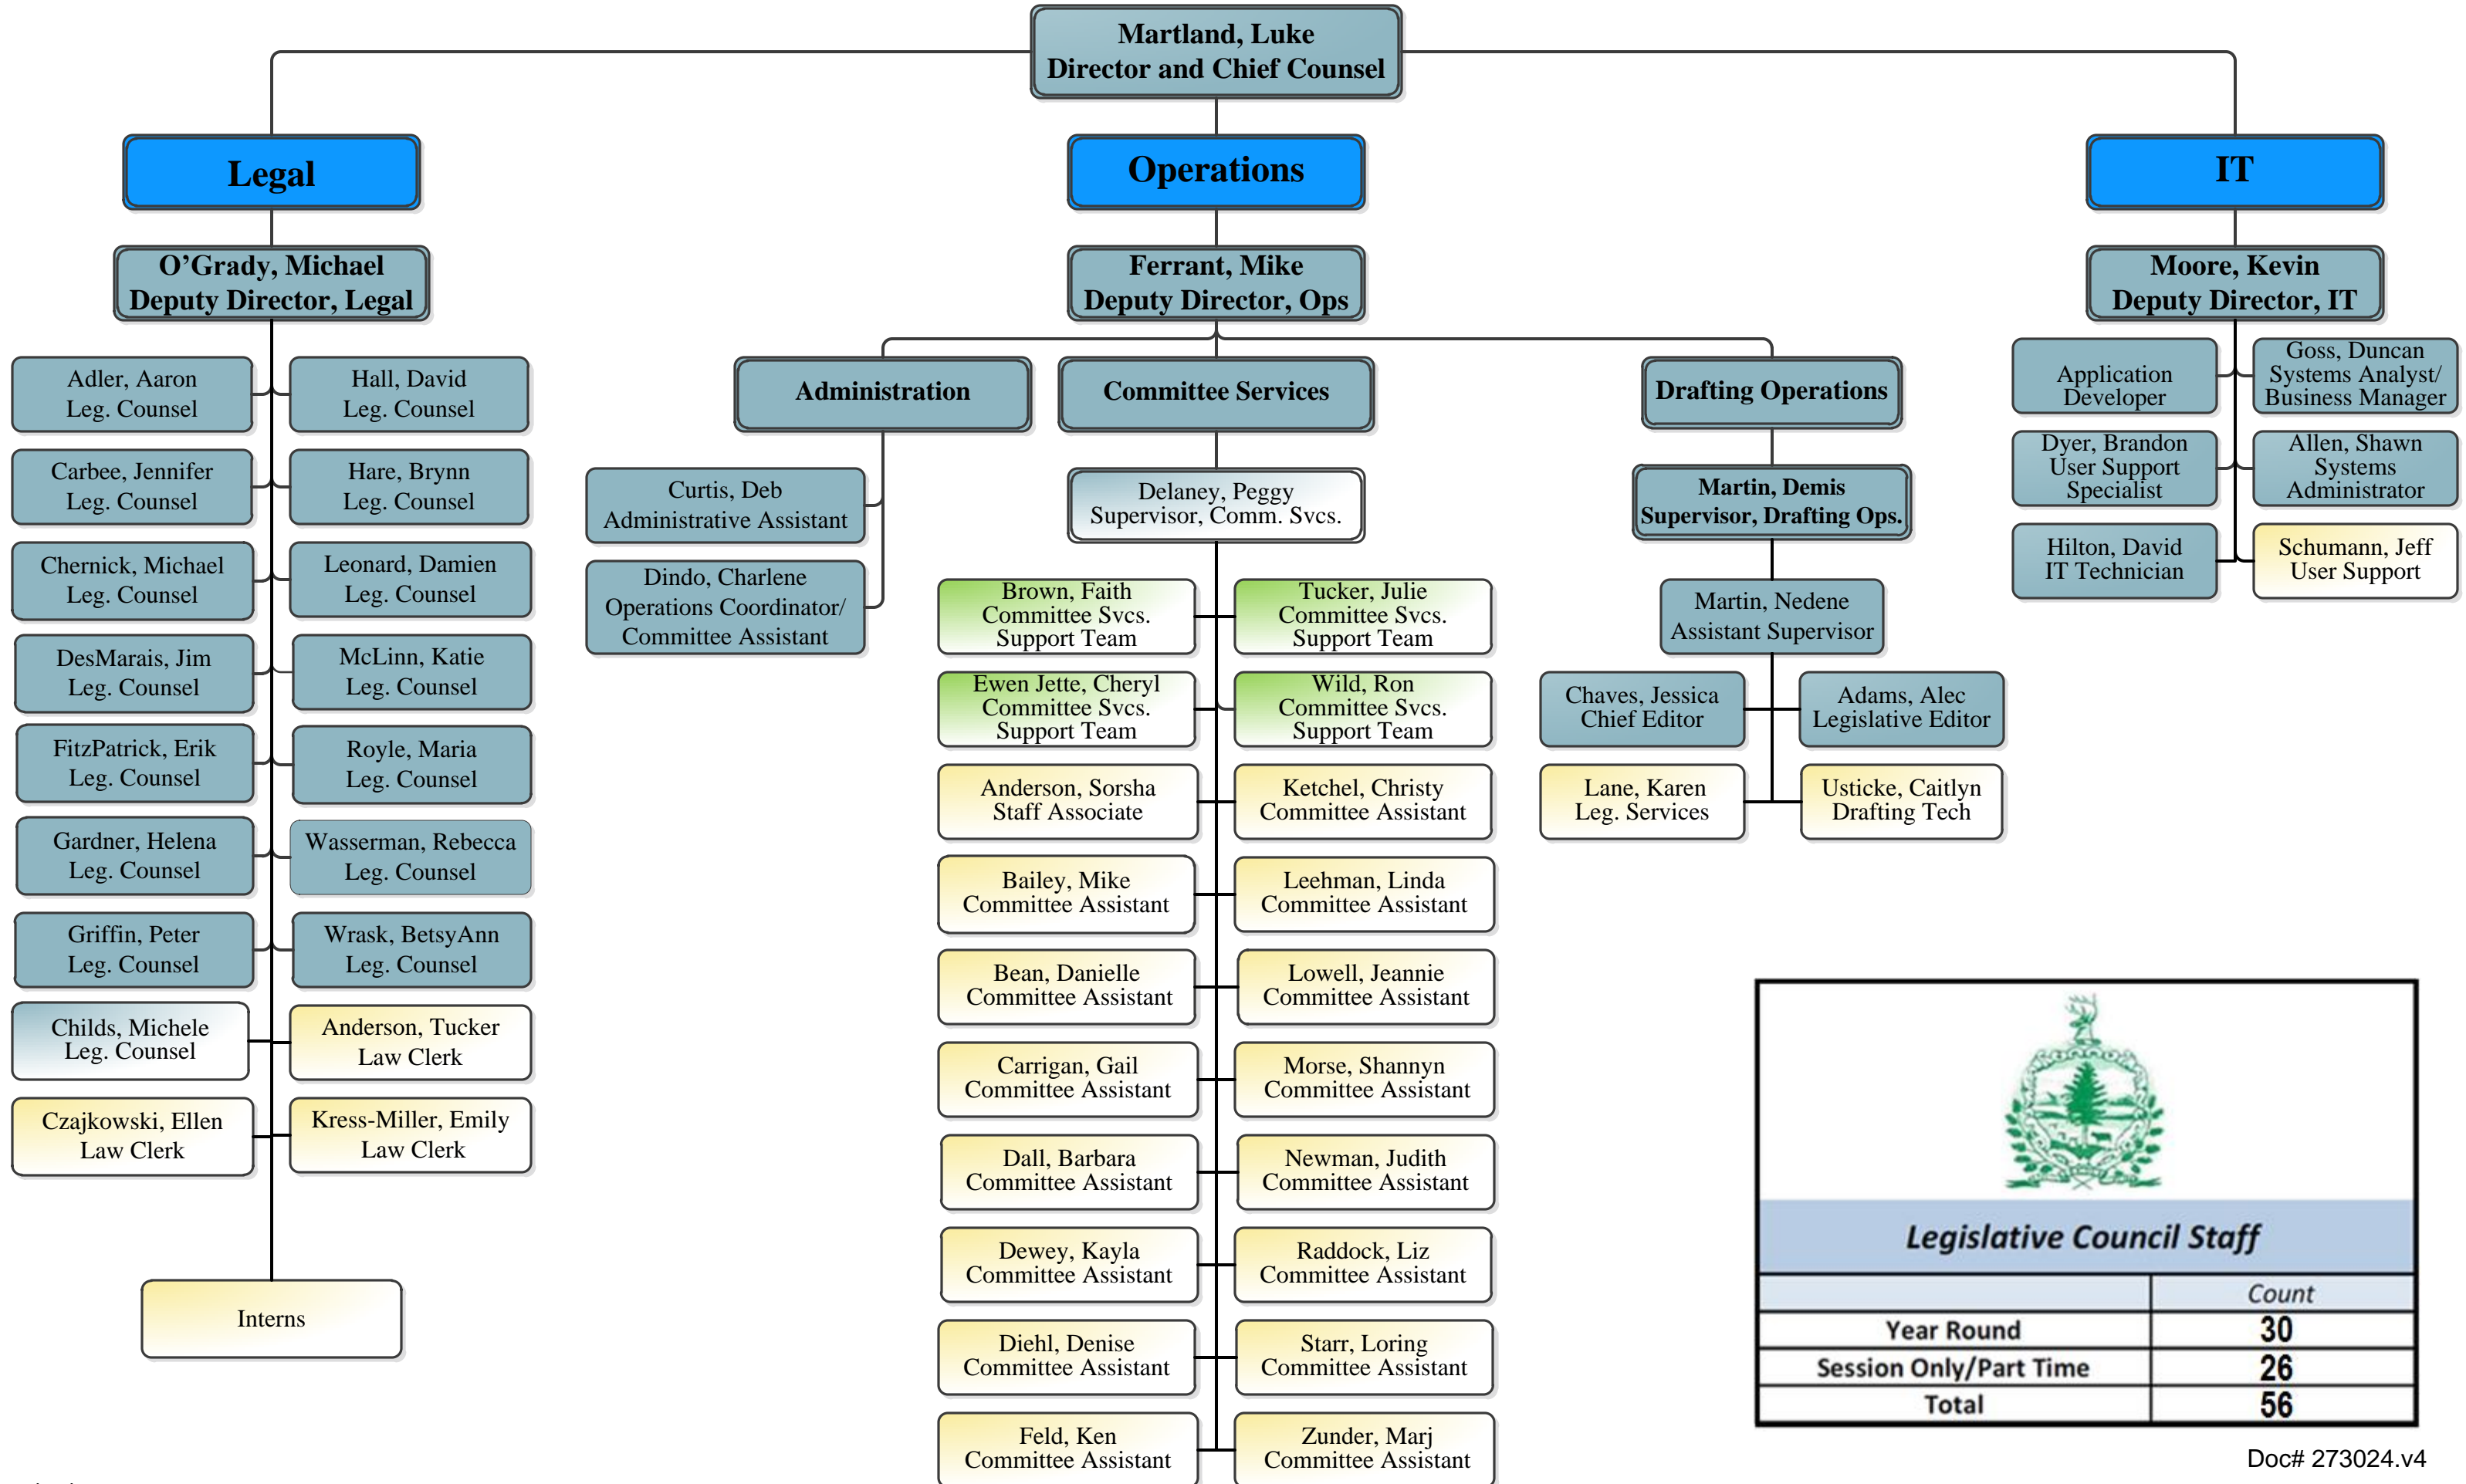 Martland, Luke
Director and Chief Counsel
Legal
Operations
IT
O’Grady, Michael
Deputy Director, Legal
Ferrant, Mike
Deputy Director, Ops
Moore, Kevin
Deputy Director, IT
Adler, Aaron
Leg. Counsel
Hall, David
Leg. Counsel
Carbee, Jennifer
Leg. Counsel
Hare, Brynn
Leg. Counsel
Chernick, Michael
Leg. Counsel
Leonard, Damien
Leg. Counsel
DesMarais, Jim
Leg. Counsel
McLinn, Katie
Leg. Counsel
FitzPatrick, Erik
Leg. Counsel
Royle, Maria
Leg. Counsel
Gardner, Helena
Leg. Counsel
Wasserman, Rebecca
Leg. Counsel
Griffin, Peter
Leg. Counsel
Wrask, BetsyAnn
Leg. Counsel
Childs, Michele
Leg. Counsel
Anderson, Tucker
Law Clerk
Czajkowski, Ellen
Law Clerk
Kress-Miller, Emily
Law Clerk
Interns
Administration
Curtis, Deb
Administrative Assistant
Dindo, Charlene
Operations Coordinator/
Committee Assistant
Committee Services
Delaney, Peggy
Supervisor, Comm. Svcs.
Brown, Faith
Committee Svcs.
Support Team
Tucker, Julie
Committee Svcs.
Support Team
Ewen Jette, Cheryl
Committee Svcs.
Support Team
Wild, Ron
Committee Svcs.
Support Team
Anderson, Sorsha
Staff Associate
Ketchel, Christy
Committee Assistant
Bailey, Mike
Committee Assistant
Leehman, Linda
Committee Assistant
Bean, Danielle
Committee Assistant
Lowell, Jeannie
Committee Assistant
Carrigan, Gail
Committee Assistant
Morse, Shannyn
Committee Assistant
Dall, Barbara
Committee Assistant
Newman, Judith
Committee Assistant
Dewey, Kayla
Committee Assistant
Raddock, Liz
Committee Assistant
Diehl, Denise
Committee Assistant
Starr, Loring
Committee Assistant
Feld, Ken
Committee Assistant
Zunder, Marj
Committee Assistant
Drafting Operations
Martin, Demis
Supervisor, Drafting Ops.
Martin, Nedene
Assistant Supervisor
Chaves, Jessica
Chief Editor
Adams, Alec
Legislative Editor
Lane, Karen
Leg. Services
Usticke, Caitlyn
Drafting Tech
Application
Developer
Goss, Duncan
Systems Analyst/
Business Manager
Dyer, Brandon
User Support
Specialist
Allen, Shawn
Systems
Administrator
Hilton, David
IT Technician
Schumann, Jeff
User Support
Legislative Council Staff
Count
Year Round 30
Session Only/Part Time 26
Total 56
Doc# 273024.v4